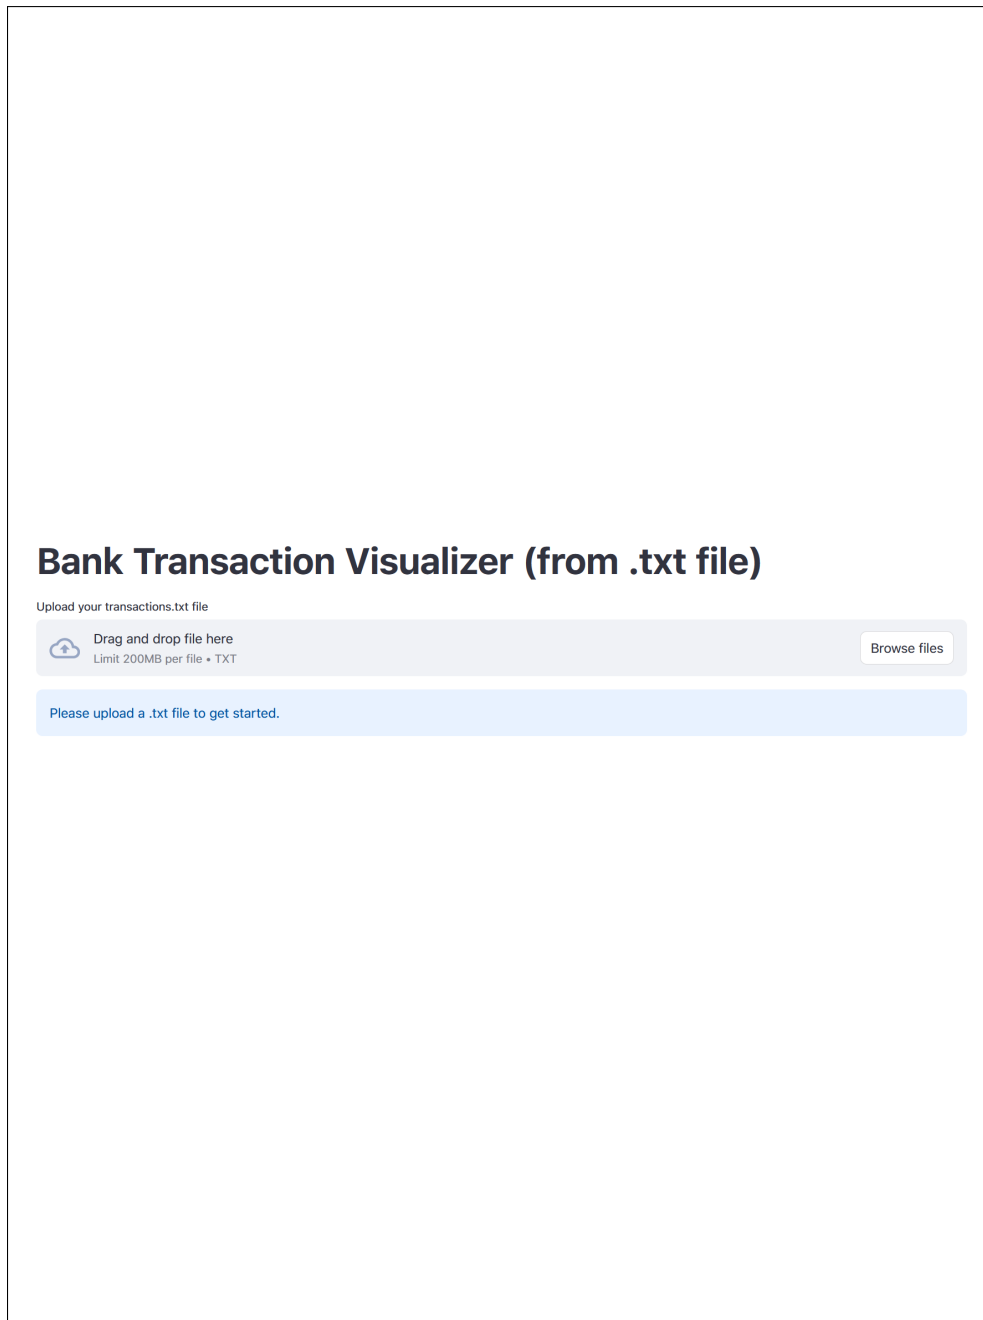 Bank Transaction Visualizer (from .txt file)
Upload your transactions.txt file
Drag and drop file here
Limit 200MB per file • TXT
Browse files
Please upload a .txt file to get started.